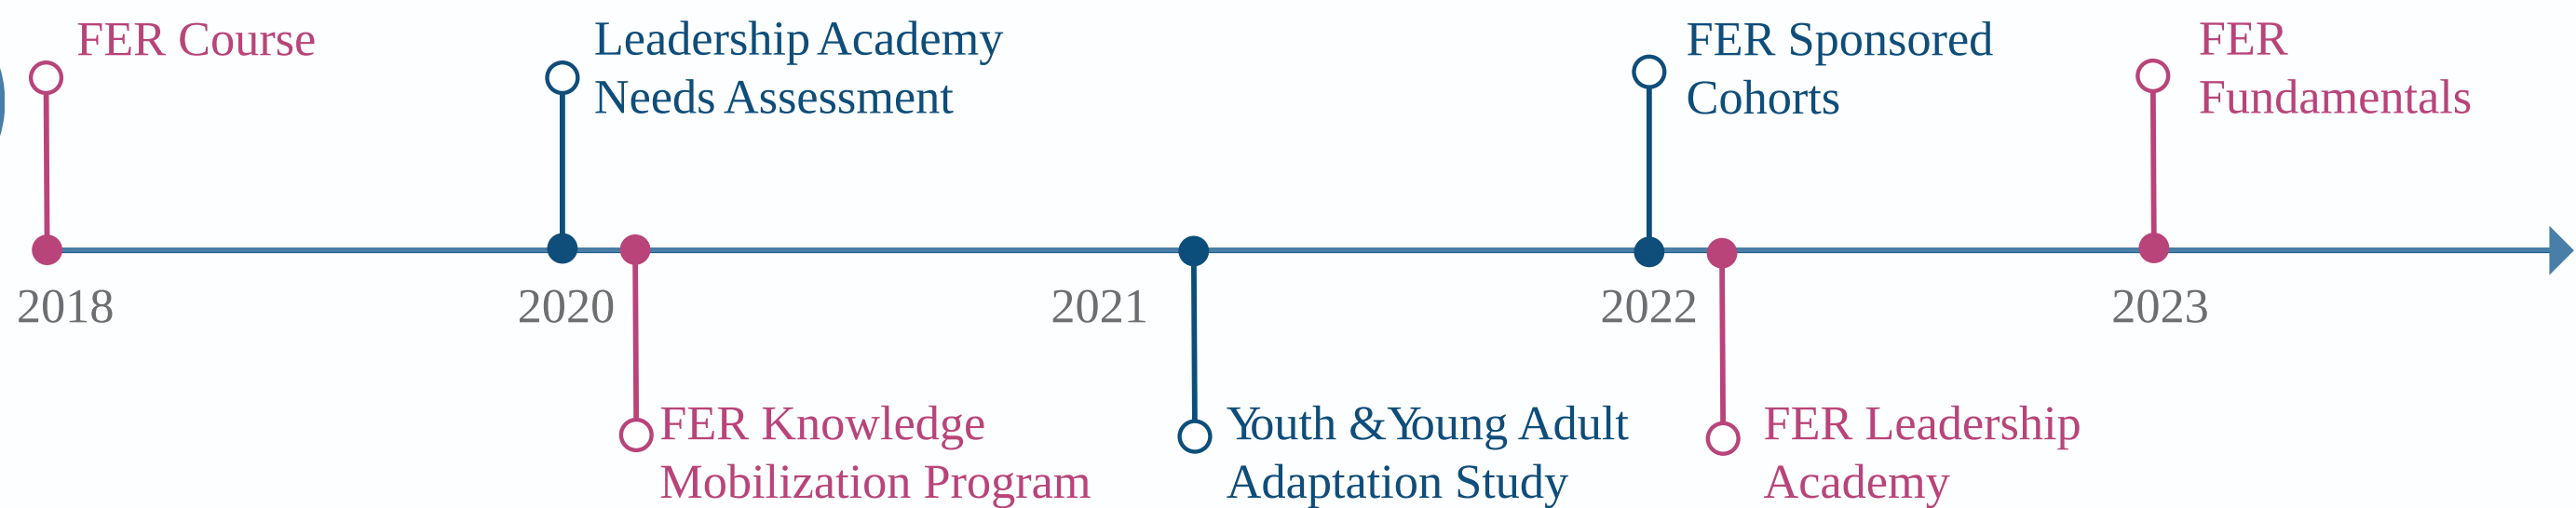 FER Course
Leadership Academy
Needs Assessment
FER Sponsored
Cohorts
FER
Fundamentals
2018
2020
2021
2022
2023
FER Knowledge
Mobilization Program
Youth & Young Adult
Adaptation Study
FER Leadership
Academy